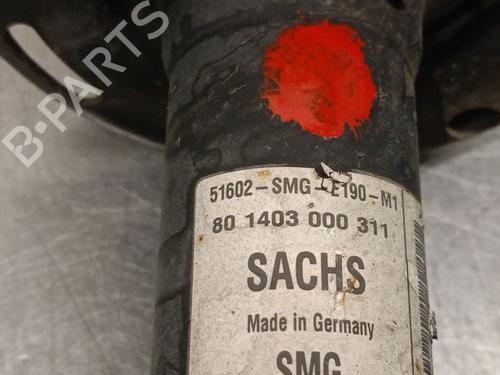 B-PARTS
51602-SMG-E190-M1
80 1403 000 311
SACHS
Made in Germany
SMG